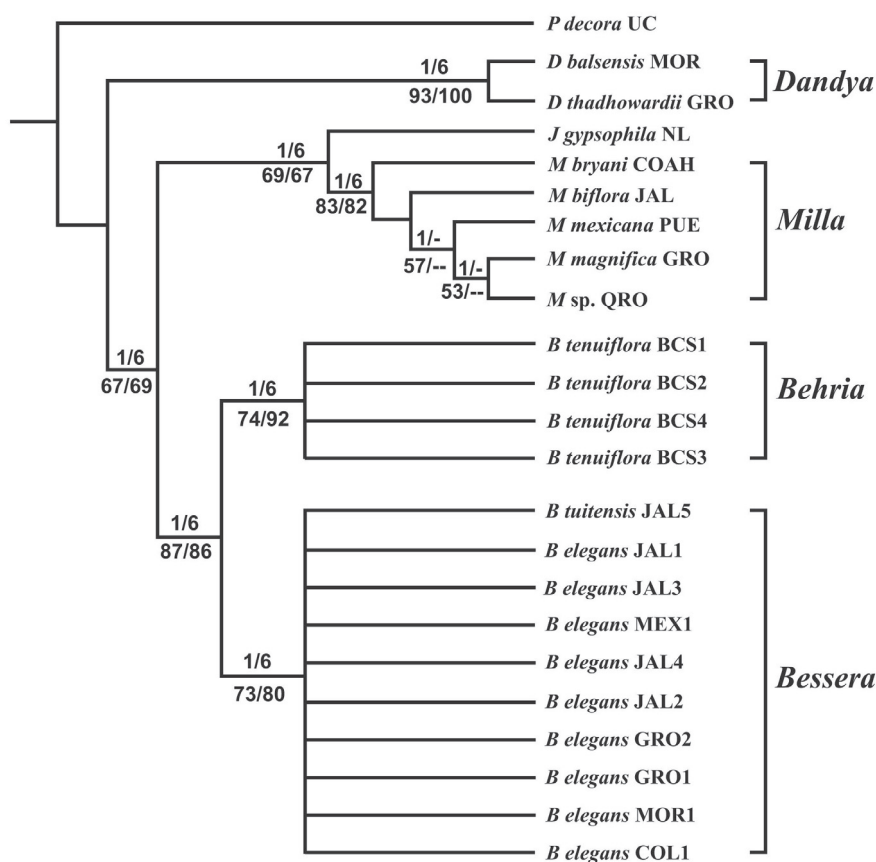 P decora UC
D balsensis MOR
1/6
93/100
D thadhowardii GRO
Dandya
J gypsophila NL
1/6
69/67
M bryani COAH
1/6
83/82
M biflora JAL
M mexicana PUE
Milla
1/-
57/--
M magnifica GRO
1/-
53/--
M sp. QRO
1/6
67/69
B tenuiflora BCS1
B tenuiflora BCS2
1/6
74/92
Behria
B tenuiflora BCS4
B tenuiflora BCS3
1/6
87/86
B tuitensis JAL5
B elegans JAL1
B elegans JAL3
B elegans MEX1
B elegans JAL4
1/6
73/80
Bessera
B elegans JAL2
B elegans GRO2
B elegans GRO1
B elegans MOR1
B elegans COL1